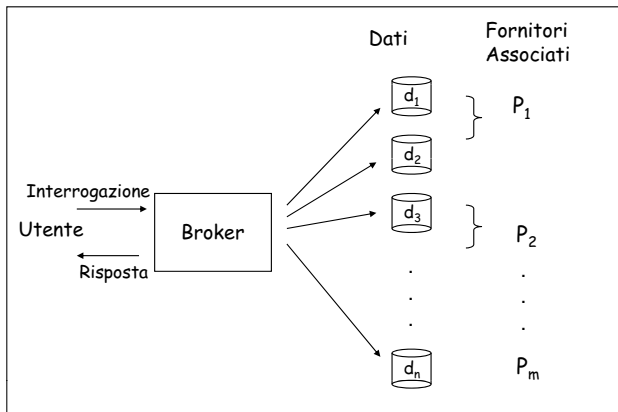 Dati
Fornitori
Associati
d1
P1
d2
Interrogazione
Utente
Broker
Risposta
d3
P2
.
.
.
.
.
.
dn
Pm